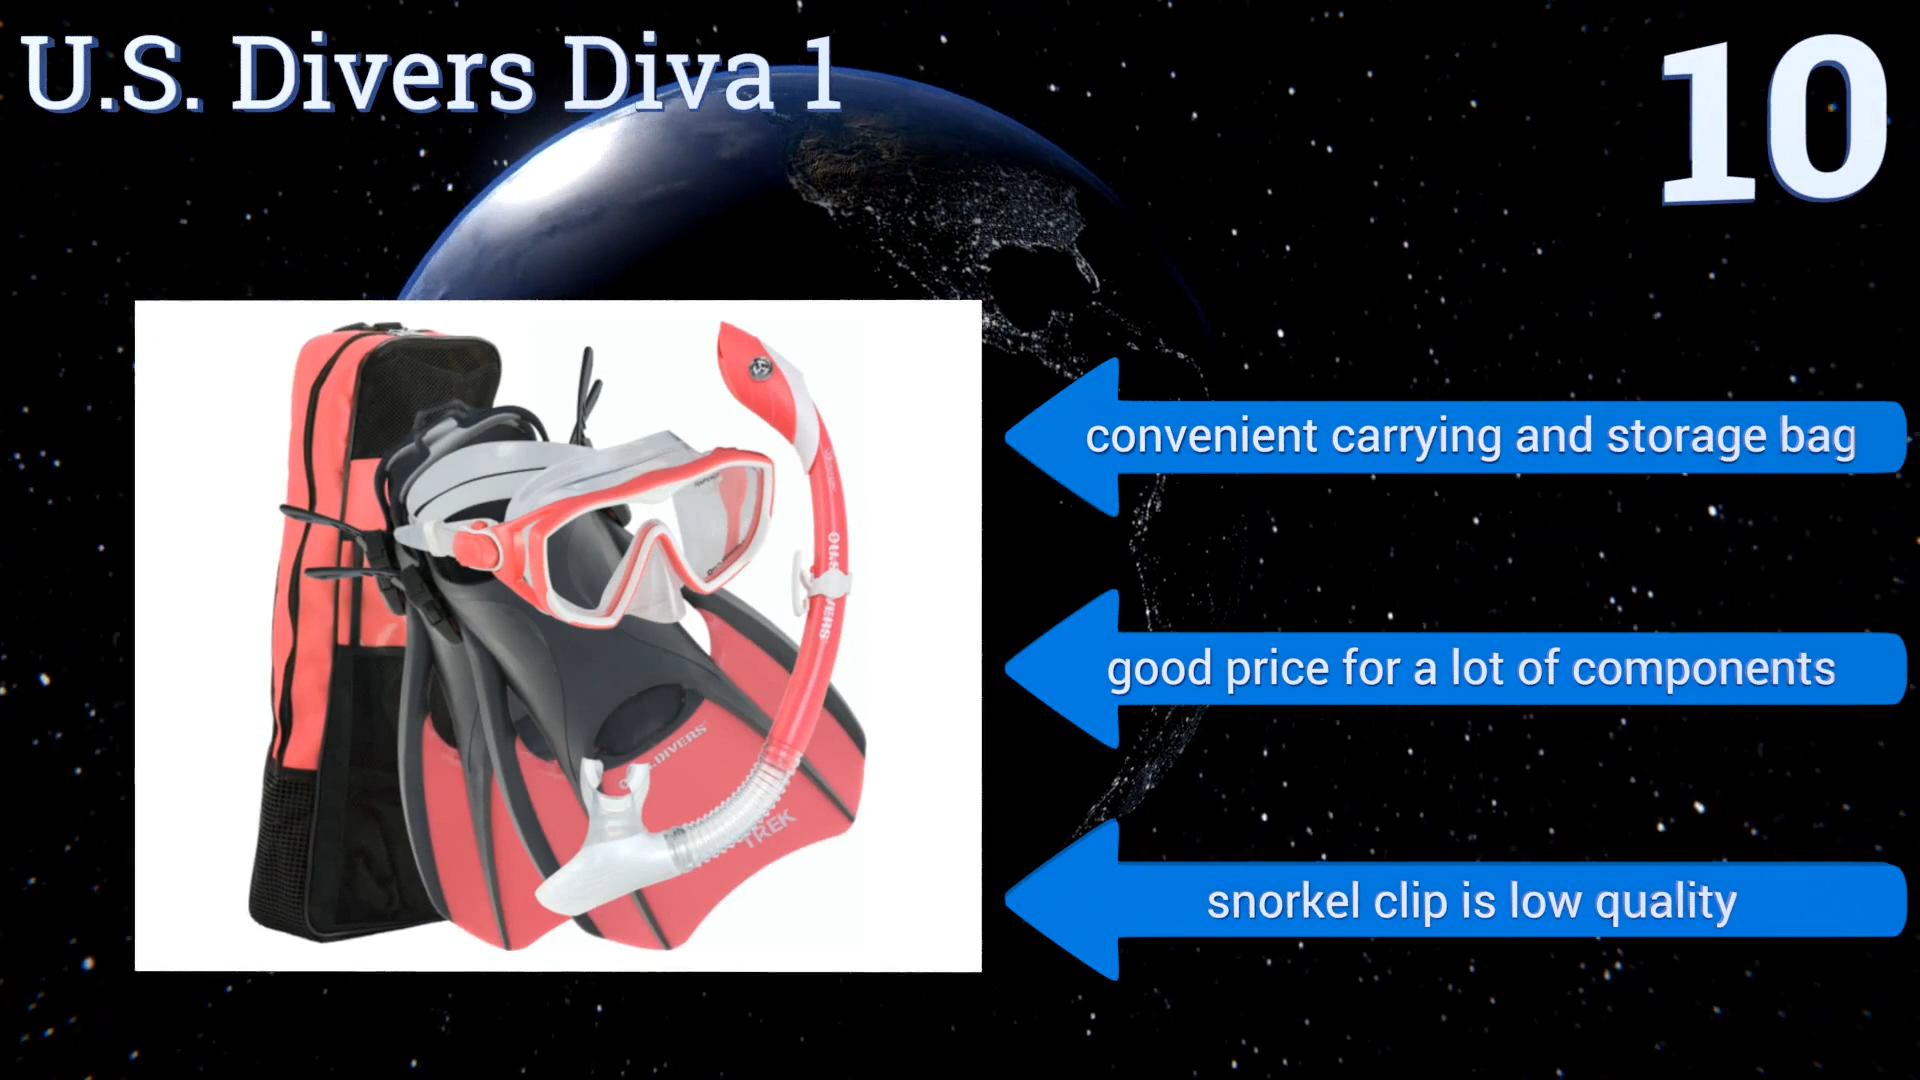 U.S. Divers Diva 1
10
convenient carrying and storage bag
good price for a lot of components
snorkel clip is low quality
U.S. DIVERS
TREK